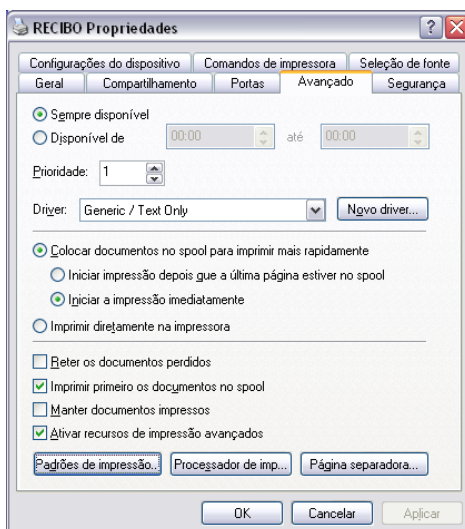 RECIBO Propriedades
Configurações do dispositivo Comandos de impressora Seleção de fonte
Geral Compartilhamento Portas Avançado Segurança
Sempre disponível
Disponível de 00:00 até 00:00
Prioridade: 1
Driver: Generic / Text Only Novo driver...
Colocar documentos no spool para imprimir mais rapidamente
Iniciar impressão depois que a última página estiver no spool
Iniciar a impressão imediatamente
Imprimir diretamente na impressora
Reter os documentos perdidos
Imprimir primeiro os documentos no spool
Manter documentos impressos
Ativar recursos de impressão avançados
Padrões de impressão... Processador de imp... Página separadora...
OK Cancelar Aplicar